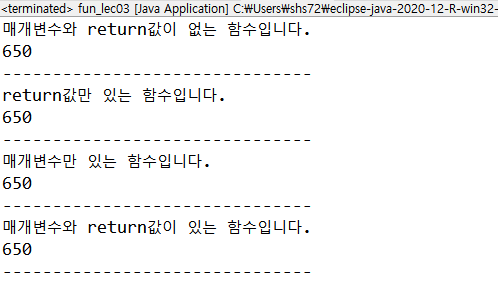 <terminated> fun_lec03 [Java Application] C:₩Users₩shs72₩eclipse-java-2020-12-R-win32-
매개변수와 return값이 없는 함수입니다.
650
-------------------------------
return값만 있는 함수입니다.
650
-------------------------------
매개변수만 있는 함수입니다.
650
-------------------------------
매개변수와 return값이 있는 함수입니다.
650
-------------------------------